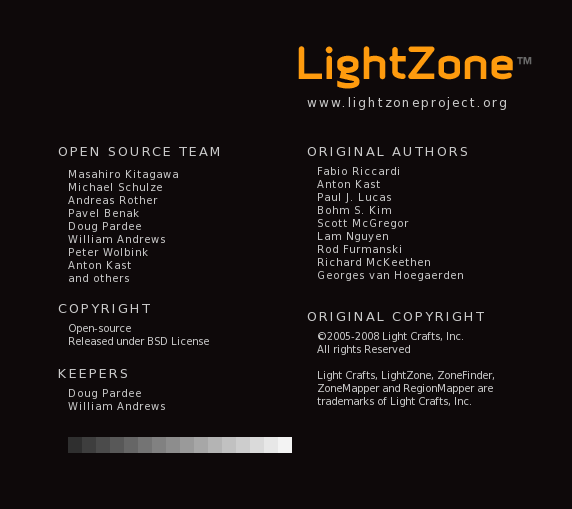 LightZone™
www.lightzoneproject.org
OPEN SOURCE TEAM
Masahiro Kitagawa
Michael Schulze
Andreas Rother
Pavel Benak
Doug Pardee
William Andrews
Peter Wolbink
Anton Kast
and others
COPYRIGHT
Open-source
Released under BSD License
KEEPERS
Doug Pardee
William Andrews
ORIGINAL AUTHORS
Fabio Riccardi
Anton Kast
Paul J. Lucas
Bohm S. Kim
Scott McGregor
Lam Nguyen
Rod Furmanski
Richard McKeethen
Georges van Hoegaerden
ORIGINAL COPYRIGHT
©2005-2008 Light Crafts, Inc.
All rights Reserved
Light Crafts, LightZone, ZoneFinder,
ZoneMapper and RegionMapper are
trademarks of Light Crafts, Inc.